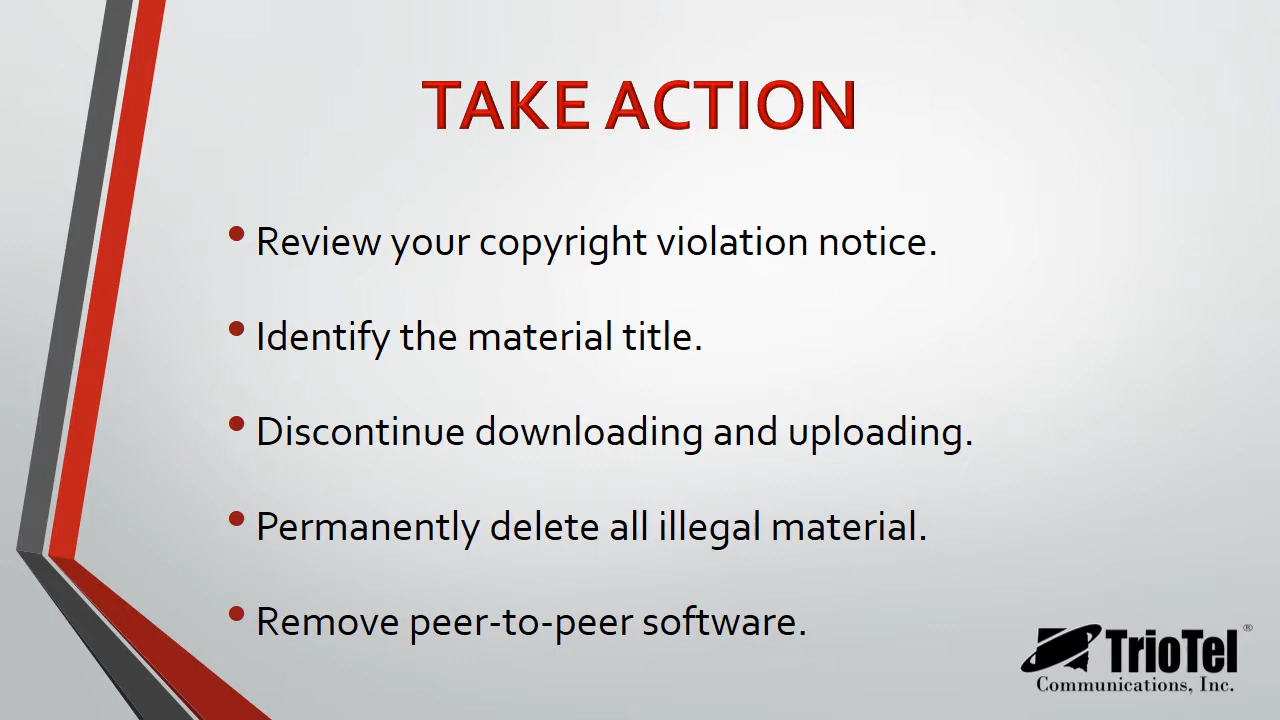 TAKE ACTION
• Review your copyright violation notice.
• Identify the material title.
• Discontinue downloading and uploading.
• Permanently delete all illegal material.
• Remove peer-to-peer software.
TrioTel®
Communications, Inc.